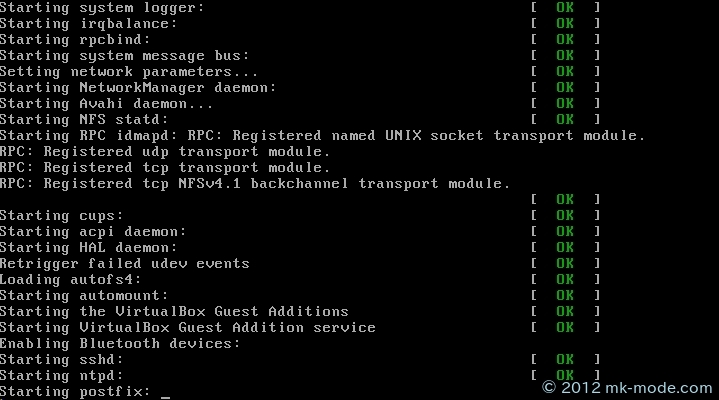 Starting system logger: [ OK ]
Starting irqbalance: [ OK ]
Starting rpcbind: [ OK ]
Starting system message bus: [ OK ]
Setting network parameters...
Starting NetworkManager daemon: [ OK ]
Starting Avahi daemon... [ OK ]
Starting NFS statd: [ OK ]
Starting RPC idmapd: RPC: Registered named UNIX socket transport module.
RPC: Registered udp transport module.
RPC: Registered tcp transport module.
RPC: Registered tcp NFSv4.1 backchannel transport module.
[ OK ]
Starting cups: [ OK ]
Starting acpi daemon: [ OK ]
Starting HAL daemon: [ OK ]
Retrigger failed udev events [ OK ]
Loading autofs4: [ OK ]
Starting automount: [ OK ]
Starting the VirtualBox Guest Additions [ OK ]
Starting VirtualBox Guest Addition service [ OK ]
Enabling Bluetooth devices:
Starting sshd: [ OK ]
Starting ntpd: [ OK ]
Starting postfix: _
© 2012 mk-mode.com